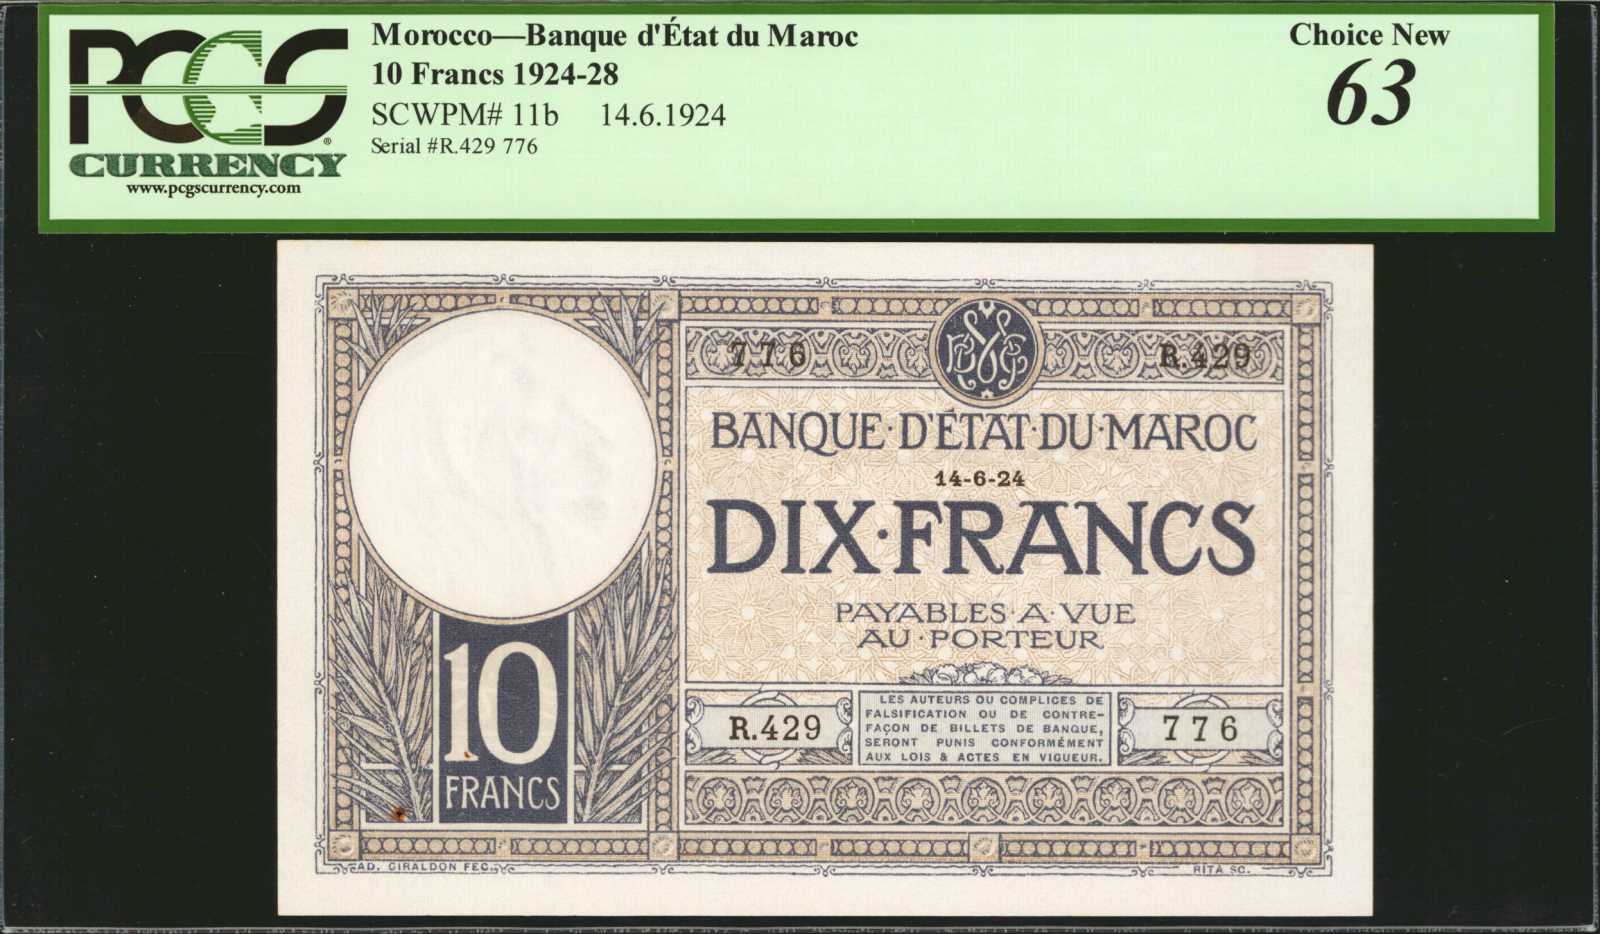 PCGS
CURRENCY
www.pcgscurrency.com
Morocco—Banque d'État du Maroc
10 Francs 1924-28
SCWPM# 11b 14.6.1924
Serial #R.429 776
Choice New
63
776
R.429
BANQUE·D'ÉTAT·DU·MAROC
14-6-24
DIX·FRANCS
PAYABLES·A·VUE
AU·PORTEUR
R.429
LES AUTEURS OU COMPLICES DE
FALSIFICATION OU DE CONTRE-
FAÇON DE BILLETS DE BANQUE,
SERONT PUNIS CONFORMÉMENT
AUX LOIS & ACTES EN VIGUEUR.
776
10
FRANCS
AD. GIRALDON FEC.
RITA SC.